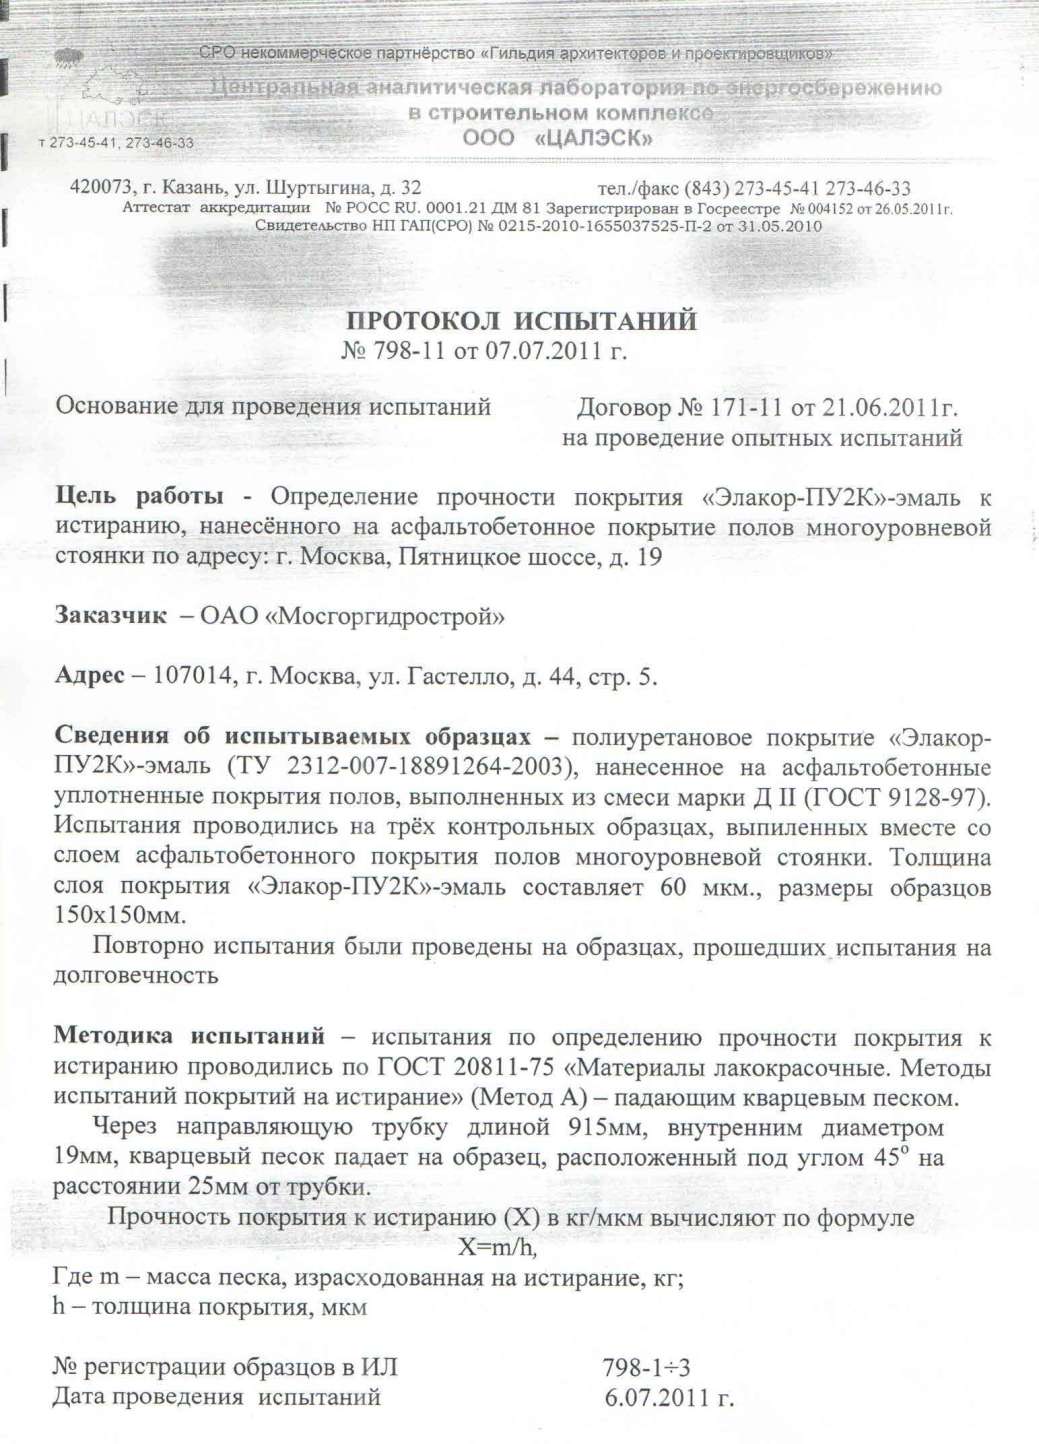 СРО некоммерческое партнёрство «Гильдия архитекторов и проектировщиков»
Центральная аналитическая лаборатория по энергосбережению
в строительном комплексе
ООО «ЦАЛЭСК»
ЦАЛЭСК
т 273-45-41, 273-46-33
420073, г. Казань, ул. Шуртыгина, д. 32 тел./факс (843) 273-45-41 273-46-33
Аттестат аккредитации № РОСС RU. 0001.21 ДМ 81 Зарегистрирован в Госреестре № 004152 от 26.05.2011г.
Свидетельство НП ГАП(СРО) № 0215-2010-1655037525-П-2 от 31.05.2010
ПРОТОКОЛ ИСПЫТАНИЙ
№ 798-11 от 07.07.2011 г.
Основание для проведения испытаний Договор № 171-11 от 21.06.2011г.
на проведение опытных испытаний
Цель работы - Определение прочности покрытия «Элакор-ПУ2К»-эмаль к
истиранию, нанесённого на асфальтобетонное покрытие полов многоуровневой
стоянки по адресу: г. Москва, Пятницкое шоссе, д. 19
Заказчик – ОАО «Мосгоргидрострой»
Адрес – 107014, г. Москва, ул. Гастелло, д. 44, стр. 5.
Сведения об испытываемых образцах – полиуретановое покрытие «Элакор-
ПУ2К»-эмаль (ТУ 2312-007-18891264-2003), нанесенное на асфальтобетонные
уплотненные покрытия полов, выполненных из смеси марки Д II (ГОСТ 9128-97).
Испытания проводились на трёх контрольных образцах, выпиленных вместе со
слоем асфальтобетонного покрытия полов многоуровневой стоянки. Толщина
слоя покрытия «Элакор-ПУ2К»-эмаль составляет 60 мкм., размеры образцов
150х150мм.
Повторно испытания были проведены на образцах, прошедших испытания на
долговечность
Методика испытаний – испытания по определению прочности покрытия к
истиранию проводились по ГОСТ 20811-75 «Материалы лакокрасочные. Методы
испытаний покрытий на истирание» (Метод А) – падающим кварцевым песком.
Через направляющую трубку длиной 915мм, внутренним диаметром
19мм, кварцевый песок падает на образец, расположенный под углом 45° на
расстоянии 25мм от трубки.
Прочность покрытия к истиранию (Х) в кг/мкм вычисляют по формуле
X=m/h,
Где m – масса песка, израсходованная на истирание, кг;
h – толщина покрытия, мкм
№ регистрации образцов в ИЛ 798-1÷3
Дата проведения испытаний 6.07.2011 г.